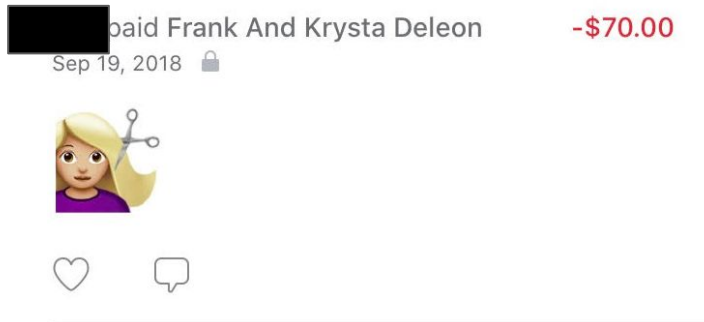 paid Frank And Krysta Deleon -$70.00
Sep 19, 2018